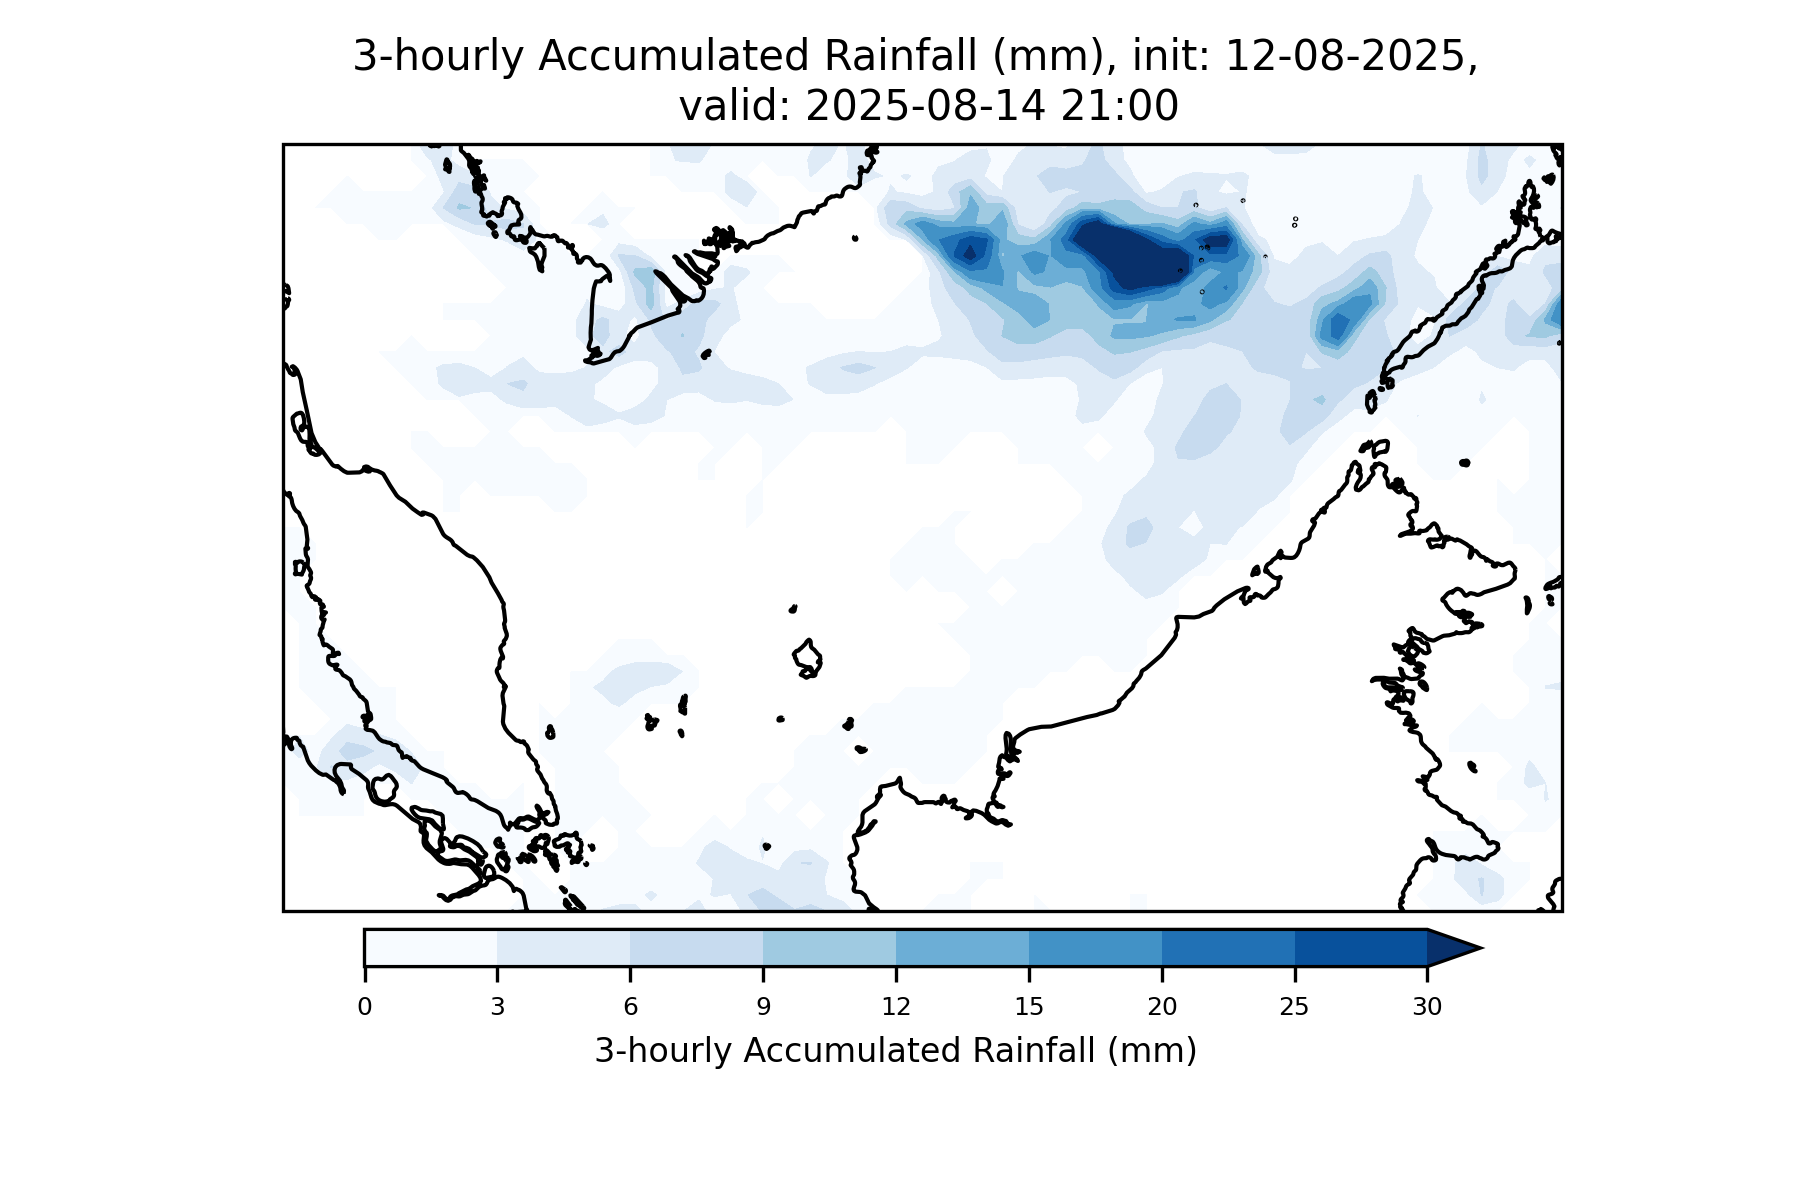 3-hourly Accumulated Rainfall (mm), init: 12-08-2025,
valid: 2025-08-14 21:00
0 3 6 9 12 15 20 25 30
3-hourly Accumulated Rainfall (mm)